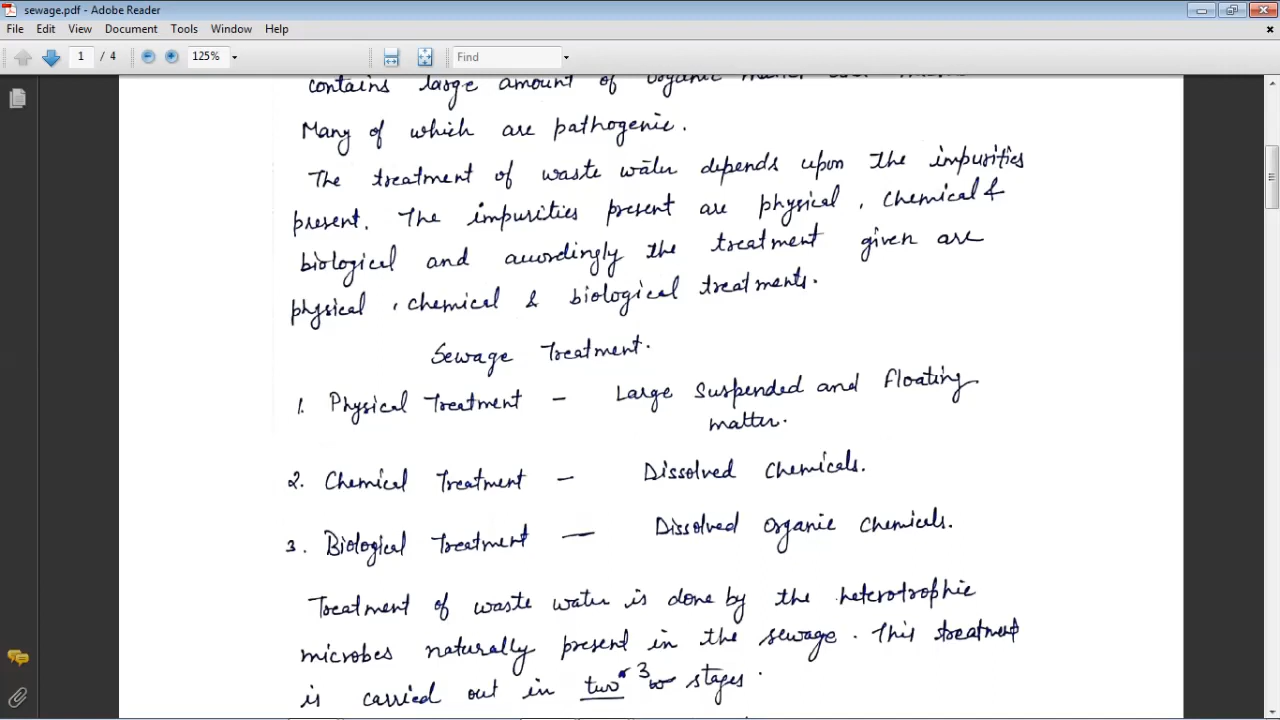 sewage.pdf - Adobe Reader
File Edit View Document Tools Window Help
1 / 4 125% Find
contains large amount of organic
Many of which are pathogenic.
The treatment of waste water depends upon the impurities
present. The impurities present are physical, chemical &
biological and accordingly the treatment given are
physical, chemical & biological treatments.
Sewage Treatment.
1. Physical Treatment — Large suspended and floating
matter.
2. Chemical Treatment — Dissolved chemicals.
3. Biological Treatment — Dissolved organic chemicals.
Treatment of waste water is done by the heterotrophic
microbes naturally present in the sewage. This treatment
is carried out in two 3 stages.